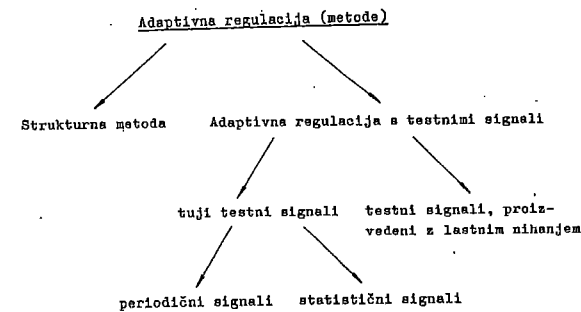 Adaptivna regulacija (metode)
Strukturna metoda
Adaptivna regulacija s testnimi signali
tuji testni signali
testni signali, proiz-
vedeni z lastnim nihanjem
periodični signali
statistični signali